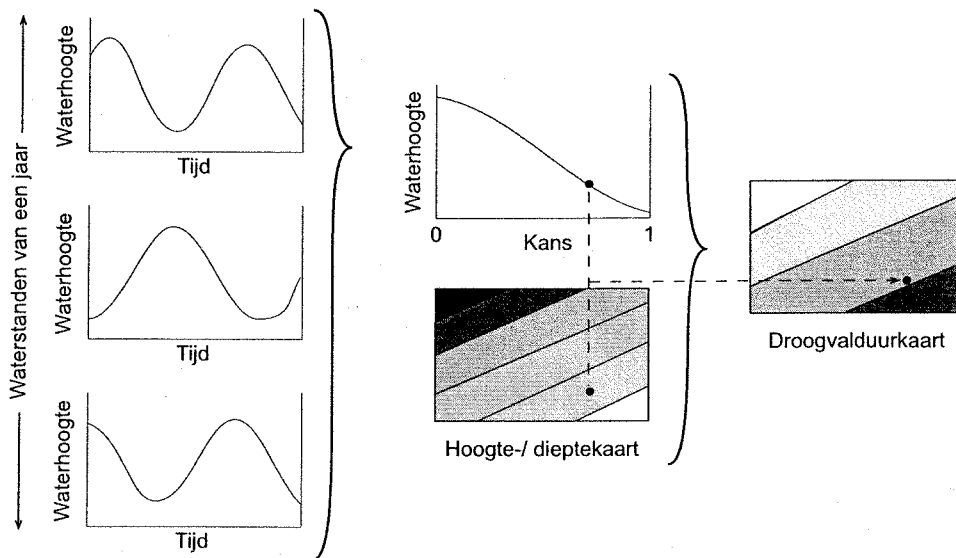 Waterstanden van een jaar
Waterhoogte
Tijd
Waterhoogte
Tijd
Waterhoogte
Tijd
Waterhoogte
0
Kans
1
Hoogte-/ dieptekaart
Droogvalduurkaart